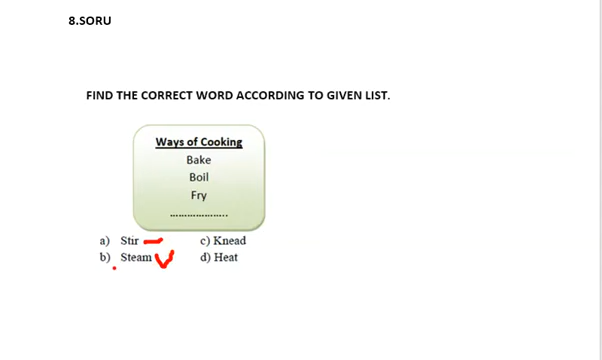 8.SORU
FIND THE CORRECT WORD ACCORDING TO GIVEN LIST.
Ways of Cooking
Bake
Boil
Fry
....................
a) Stir c) Knead
b) Steam d) Heat